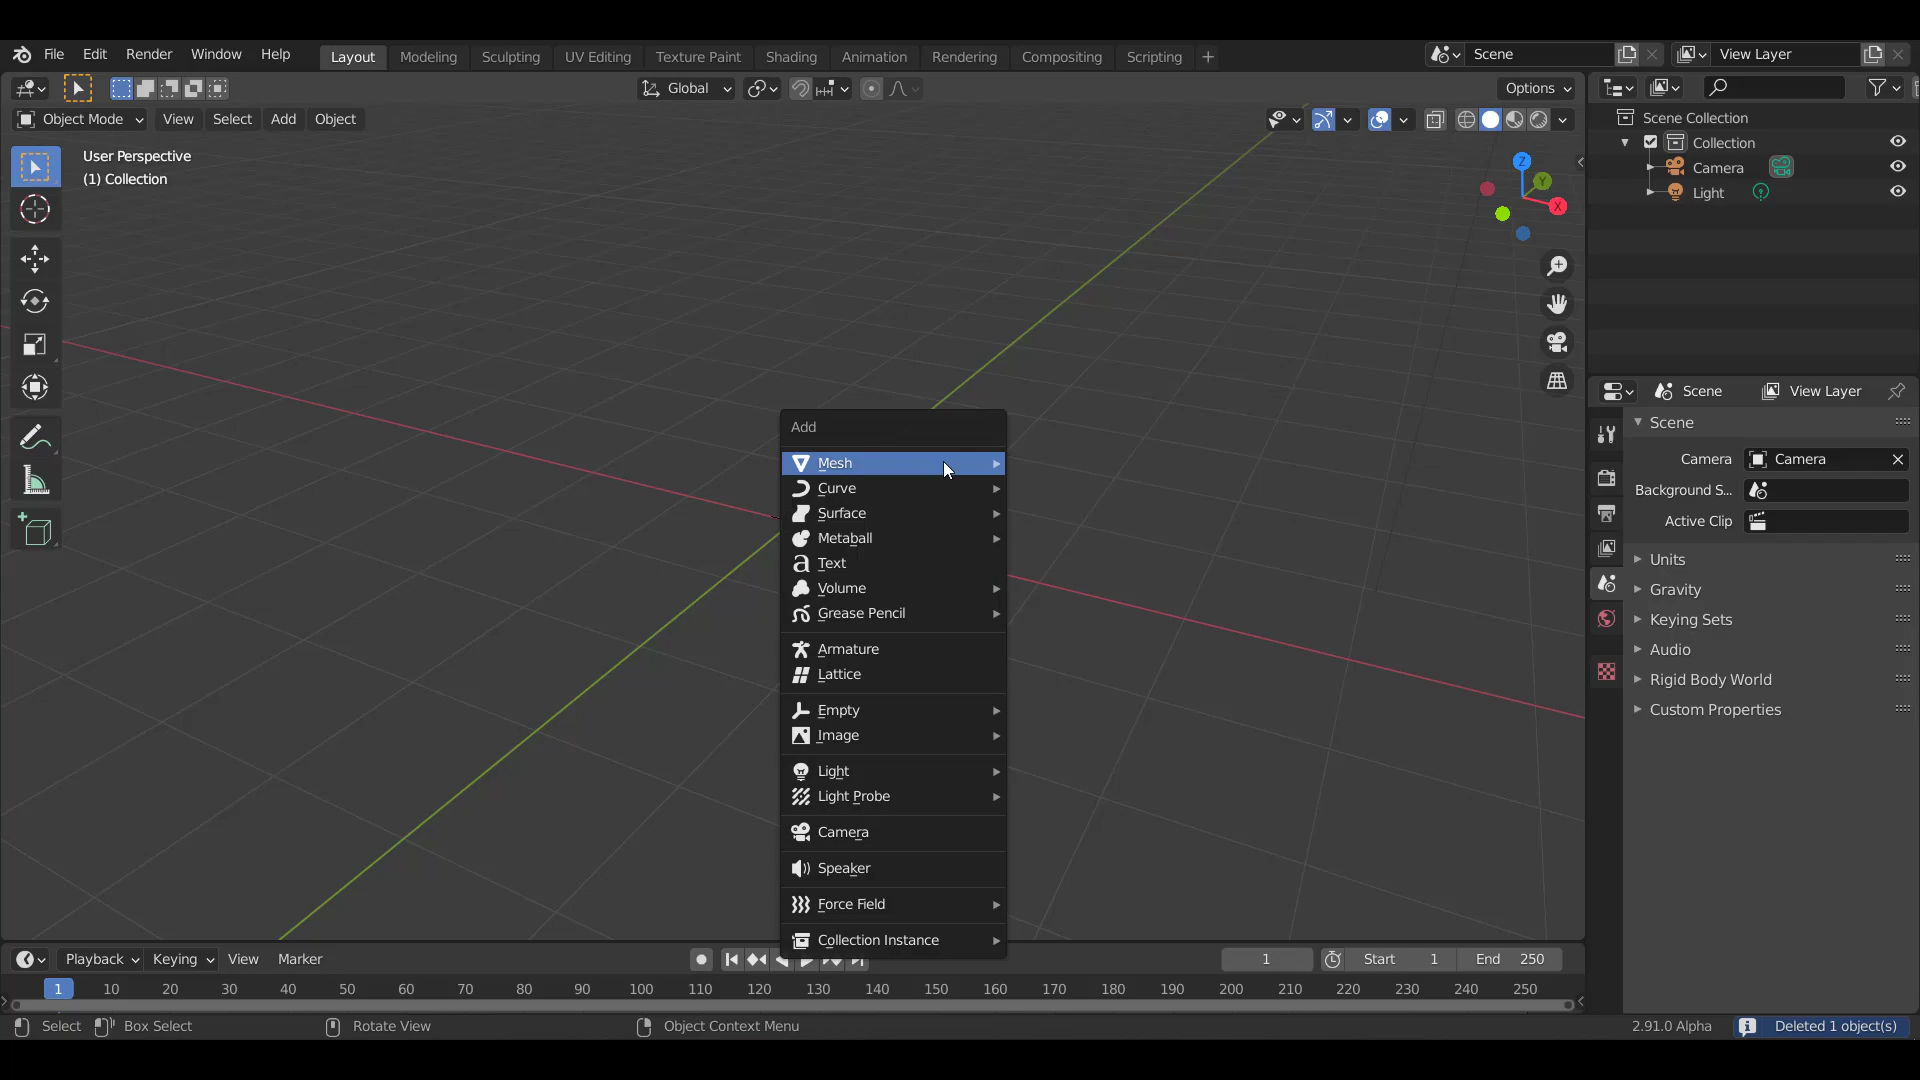 File Edit Render Window Help Layout Modeling Sculpting UV Editing Texture Paint Shading Animation Rendering Compositing Scripting + Scene View Layer
Global Options
Object Mode View Select Add Object
User Perspective
(1) Collection
Z
Y
X
Scene Collection
Collection
Camera
Light
Add
Mesh
Curve
Surface
Metaball
Text
Volume
Grease Pencil
Armature
Lattice
Empty
Image
Light
Light Probe
Camera
Speaker
Force Field
Collection Instance
Scene View Layer
Scene
Camera Camera
Background S...
Active Clip
Units
Gravity
Keying Sets
Audio
Rigid Body World
Custom Properties
Playback Keying View Marker 1 Start 1 End 250
1 10 20 30 40 50 60 70 80 90 100 110 120 130 140 150 160 170 180 190 200 210 220 230 240 250
Select Box Select Rotate View Object Context Menu 2.91.0 Alpha Deleted 1 object(s)